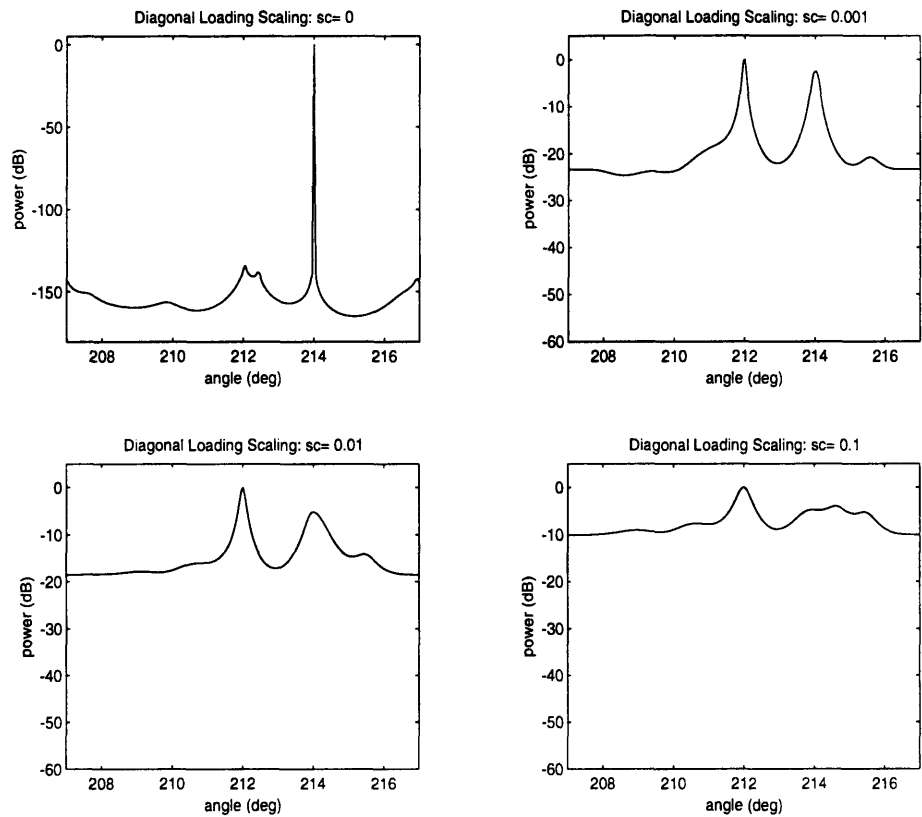 Diagonal Loading Scaling: sc= 0
0
-50
-100
-150
power (dB)
208 210 212 214 216
angle (deg)
Diagonal Loading Scaling: sc= 0.001
0
-10
-20
-30
-40
-50
-60
power (dB)
208 210 212 214 216
angle (deg)
Diagonal Loading Scaling: sc= 0.01
0
-10
-20
-30
-40
-50
-60
power (dB)
208 210 212 214 216
angle (deg)
Diagonal Loading Scaling: sc= 0.1
0
-10
-20
-30
-40
-50
-60
power (dB)
208 210 212 214 216
angle (deg)